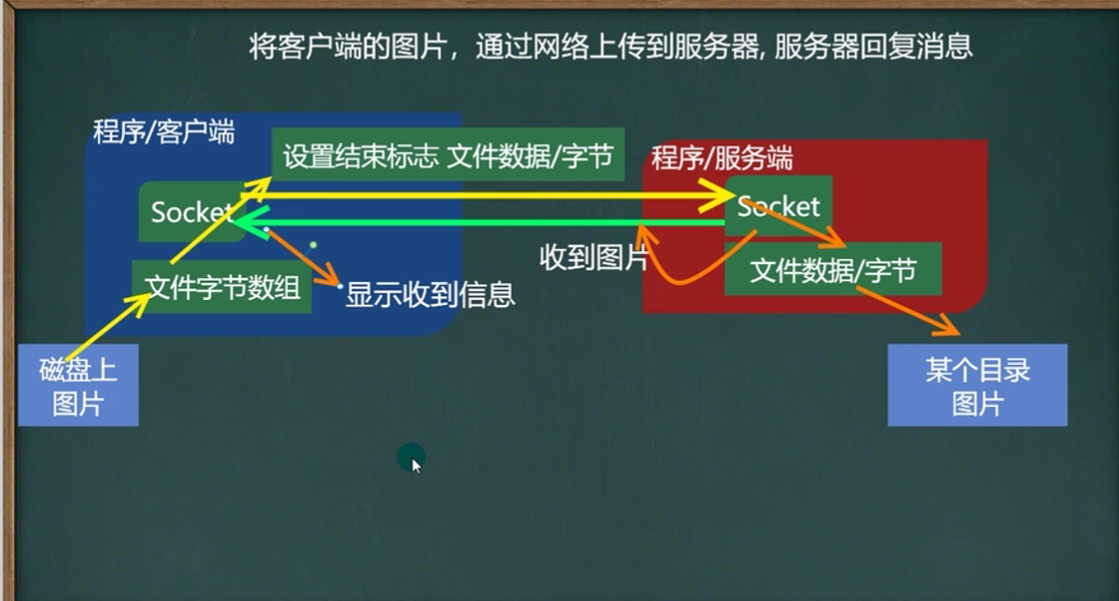 将客户端的图片，通过网络上传到服务器, 服务器回复消息
程序/客户端
设置结束标志 文件数据/字节
程序/服务端
Socket
Socket
收到图片
文件数据/字节
文件字节数组
显示收到信息
磁盘上
图片
某个目录
图片